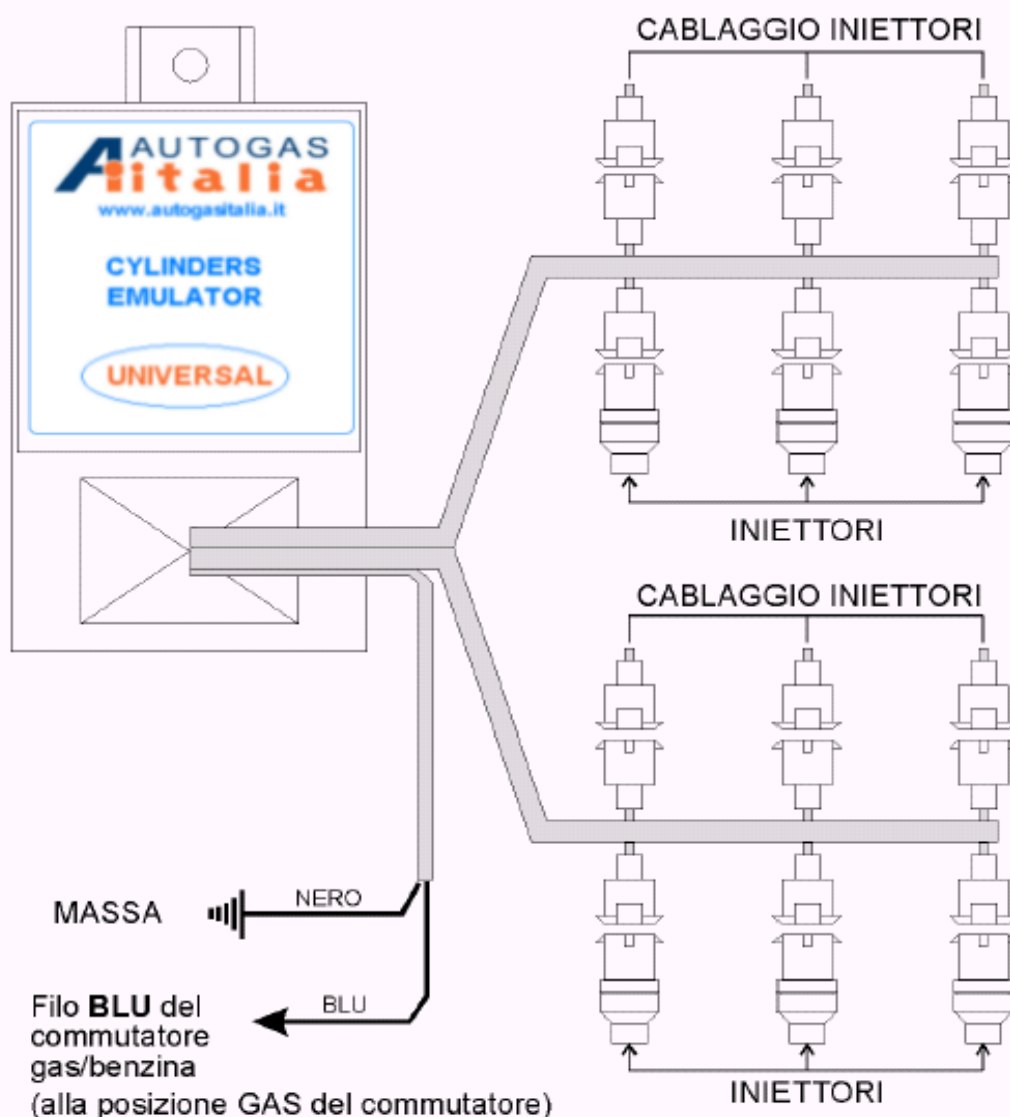 CABLAGGIO INIETTORI
AUTOGAS
italia
www.autogasitalia.it
CYLINDERS
EMULATOR
UNIVERSAL
INIETTORI
CABLAGGIO INIETTORI
MASSA
NERO
Filo BLU del
commutatore
gas/benzina
(alla posizione GAS del commutatore)
BLU
INIETTORI